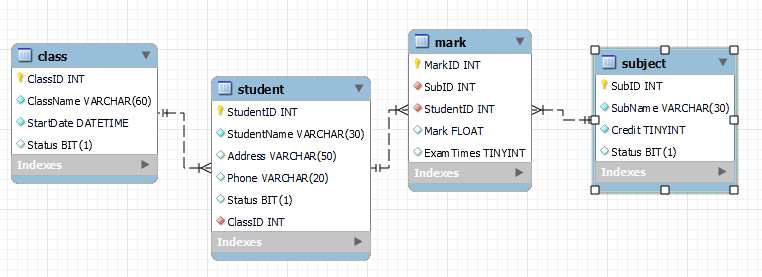 class
ClassID INT
ClassName VARCHAR(60)
StartDate DATETIME
Status BIT(1)
Indexes
student
StudentID INT
StudentName VARCHAR(30)
Address VARCHAR(50)
Phone VARCHAR(20)
Status BIT(1)
ClassID INT
Indexes
mark
MarkID INT
SubID INT
StudentID INT
Mark FLOAT
ExamTimes TINYINT
Indexes
subject
SubID INT
SubName VARCHAR(30)
Credit TINYINT
Status BIT(1)
Indexes